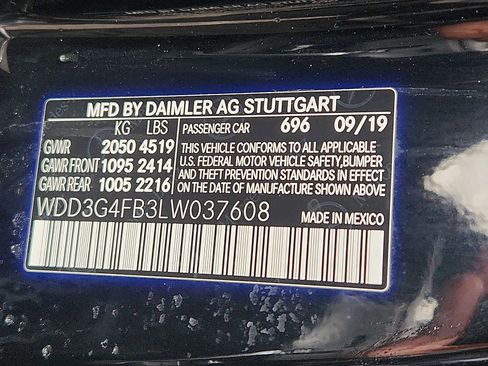 MFD BY DAIMLER AG STUTTGART
KG LBS PASSENGER CAR 696 09/19
GVWR 2050 4519 THIS VEHICLE CONFORMS TO ALL APPLICABLE
GAWR FRONT 1095 2414 U.S. FEDERAL MOTOR VEHICLE SAFETY, BUMPER
GAWR REAR 1005 2216 AND THEFT PREVENTION STANDARDS IN EFFECT
ON THE DATE OF MANUFACTURE SHOWN ABOVE.
WDD3G4FB3LW037608 MADE IN MEXICO